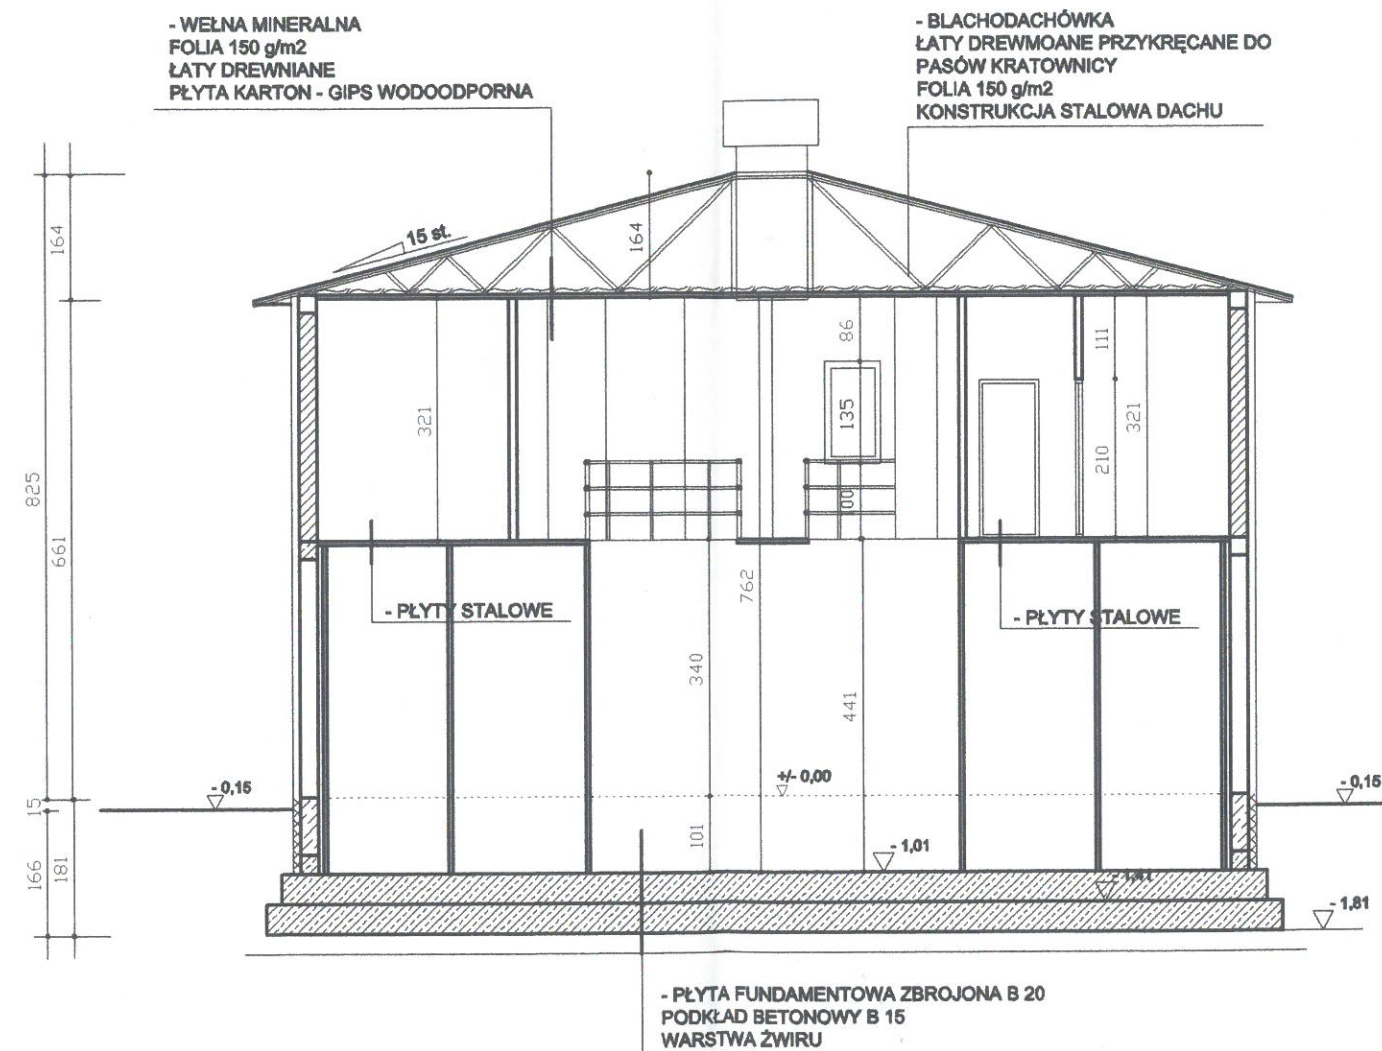 - WEŁNA MINERALNA
FOLIA 150 g/m2
ŁATY DREWNIANE
PŁYTA KARTON - GIPS WODOODPORNA
- BLACHODACHÓWKA
ŁATY DREWMOANE PRZYKRĘCANE DO
PASÓW KRATOWNICY
FOLIA 150 g/m2
KONSTRUKCJA STALOWA DACHU
164
15 st.
164
86
111
321
135
321
210
825
661
762
- PŁYTY STALOWE
- PŁYTY STALOWE
340
441
- 0,15
+/- 0,00
- 0,15
15
101
- 1,01
166
181
- 1,81
- PŁYTA FUNDAMENTOWA ZBROJONA B 20
PODKŁAD BETONOWY B 15
WARSTWA ŻWIRU